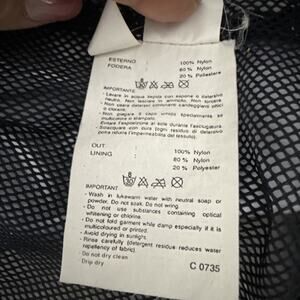 ESTERNO 100% Nylon
FODERA 80% Nylon
20% Poliestere
IMPORTANTE
- Lavare in acqua tiepida con sapone o detersivo
neutro. Non lasciare in ammollo. Non torcere.
- Non usare detersivi contenenti candeggianti ottici
o cloranti.
- Non piegare il capo umido specialmente se
multicolore o stampato.
- Evitare l'esposizione al sole durante l'asciugatura.
- Sciacquare con cura (ogni residuo di detersivo
potrà ridurre l'impermeabilità del tessuto).
OUT 100% Nylon
LINING 80% Nylon
20% Polyester
IMPORTANT
- Wash in lukewarm water with neutral soap or
powder. Do not soak. Do not wring.
- Do not use substances containing optical
whitening or chlorine.
- Do not fold garment while damp especially if it is
multicoloured or printed.
- Avoid drying in sunlight.
- Rinse carefully (detergent residue reduces water
repellency of fabric).
- Do not dry clean
- Drip dry
C 0735